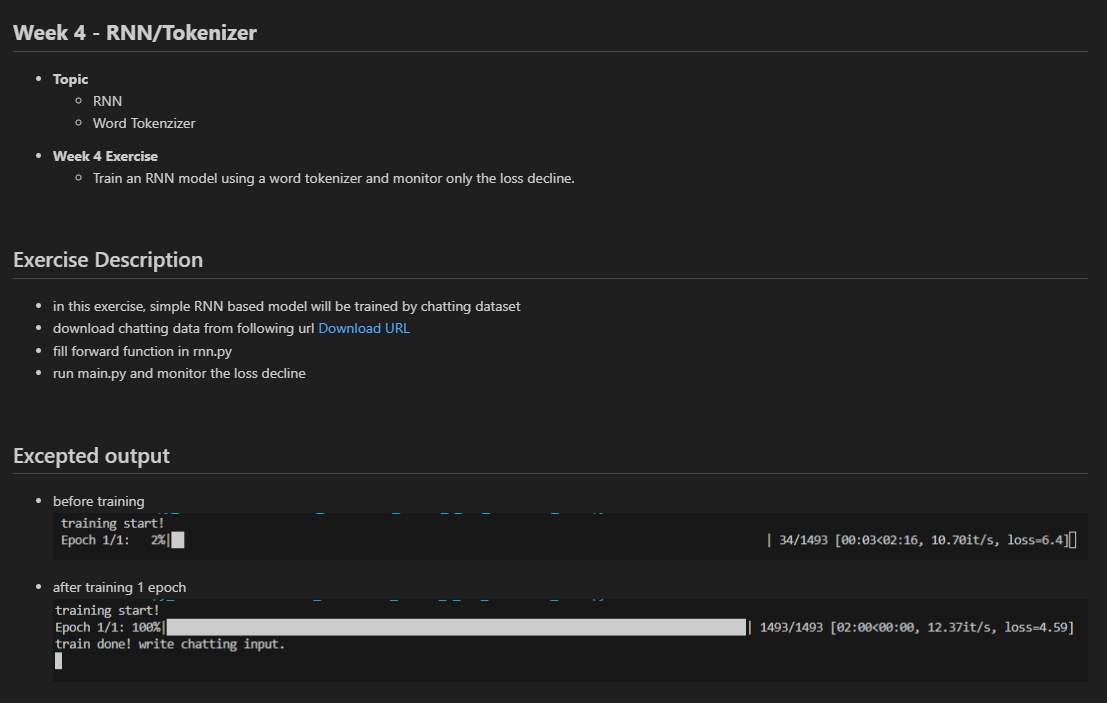 Week 4 - RNN/Tokenizer
Topic
RNN
Word Tokenzizer
Week 4 Exercise
Train an RNN model using a word tokenizer and monitor only the loss decline.
Exercise Description
in this exercise, simple RNN based model will be trained by chatting dataset
download chatting data from following url Download URL
fill forward function in rnn.py
run main.py and monitor the loss decline
Excepted output
before training
training start!
Epoch 1/1:   2%| | 34/1493 [00:03<02:16, 10.70it/s, loss=6.4]
after training 1 epoch
training start!
Epoch 1/1: 100%| | 1493/1493 [02:00<00:00, 12.37it/s, loss=4.59]
train done! write chatting input.